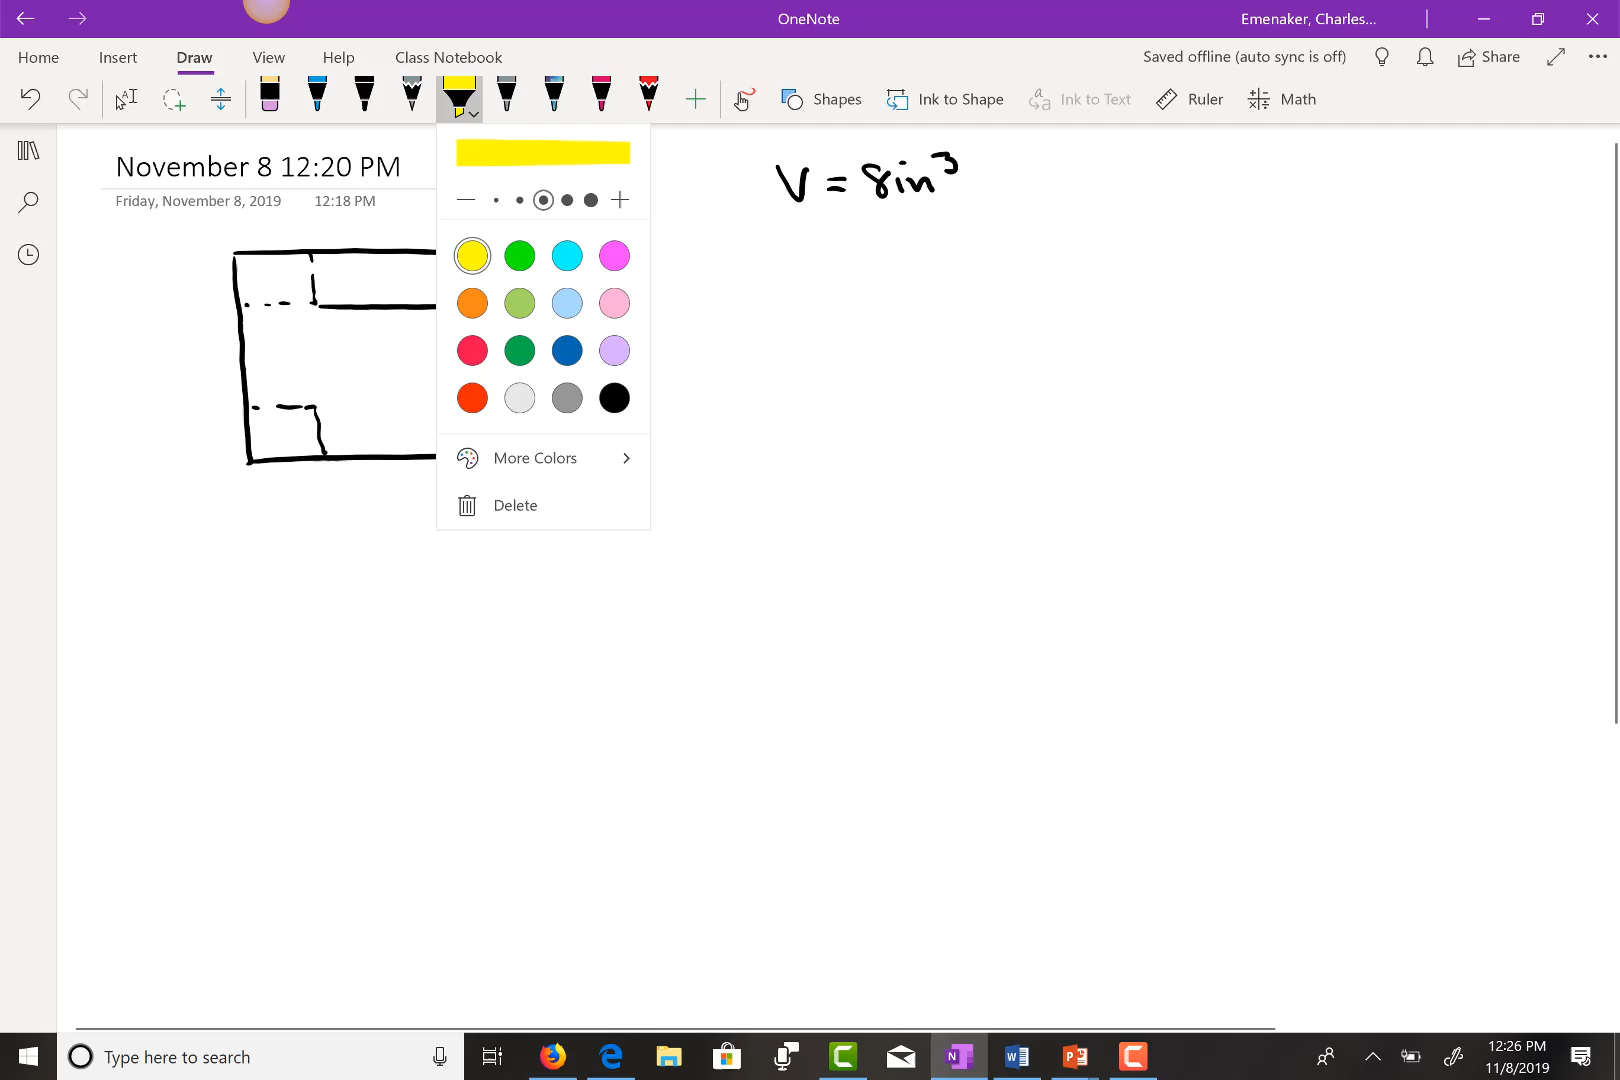 OneNote
Emenaker, Charles...
Home
Insert
Draw
View
Help
Class Notebook
Saved offline (auto sync is off)
Share
Shapes
Ink to Shape
Ink to Text
Ruler
Math
November 8 12:20 PM
Friday, November 8, 2019
12:18 PM
V = 8in³
More Colors
Delete
Type here to search
12:26 PM
11/8/2019